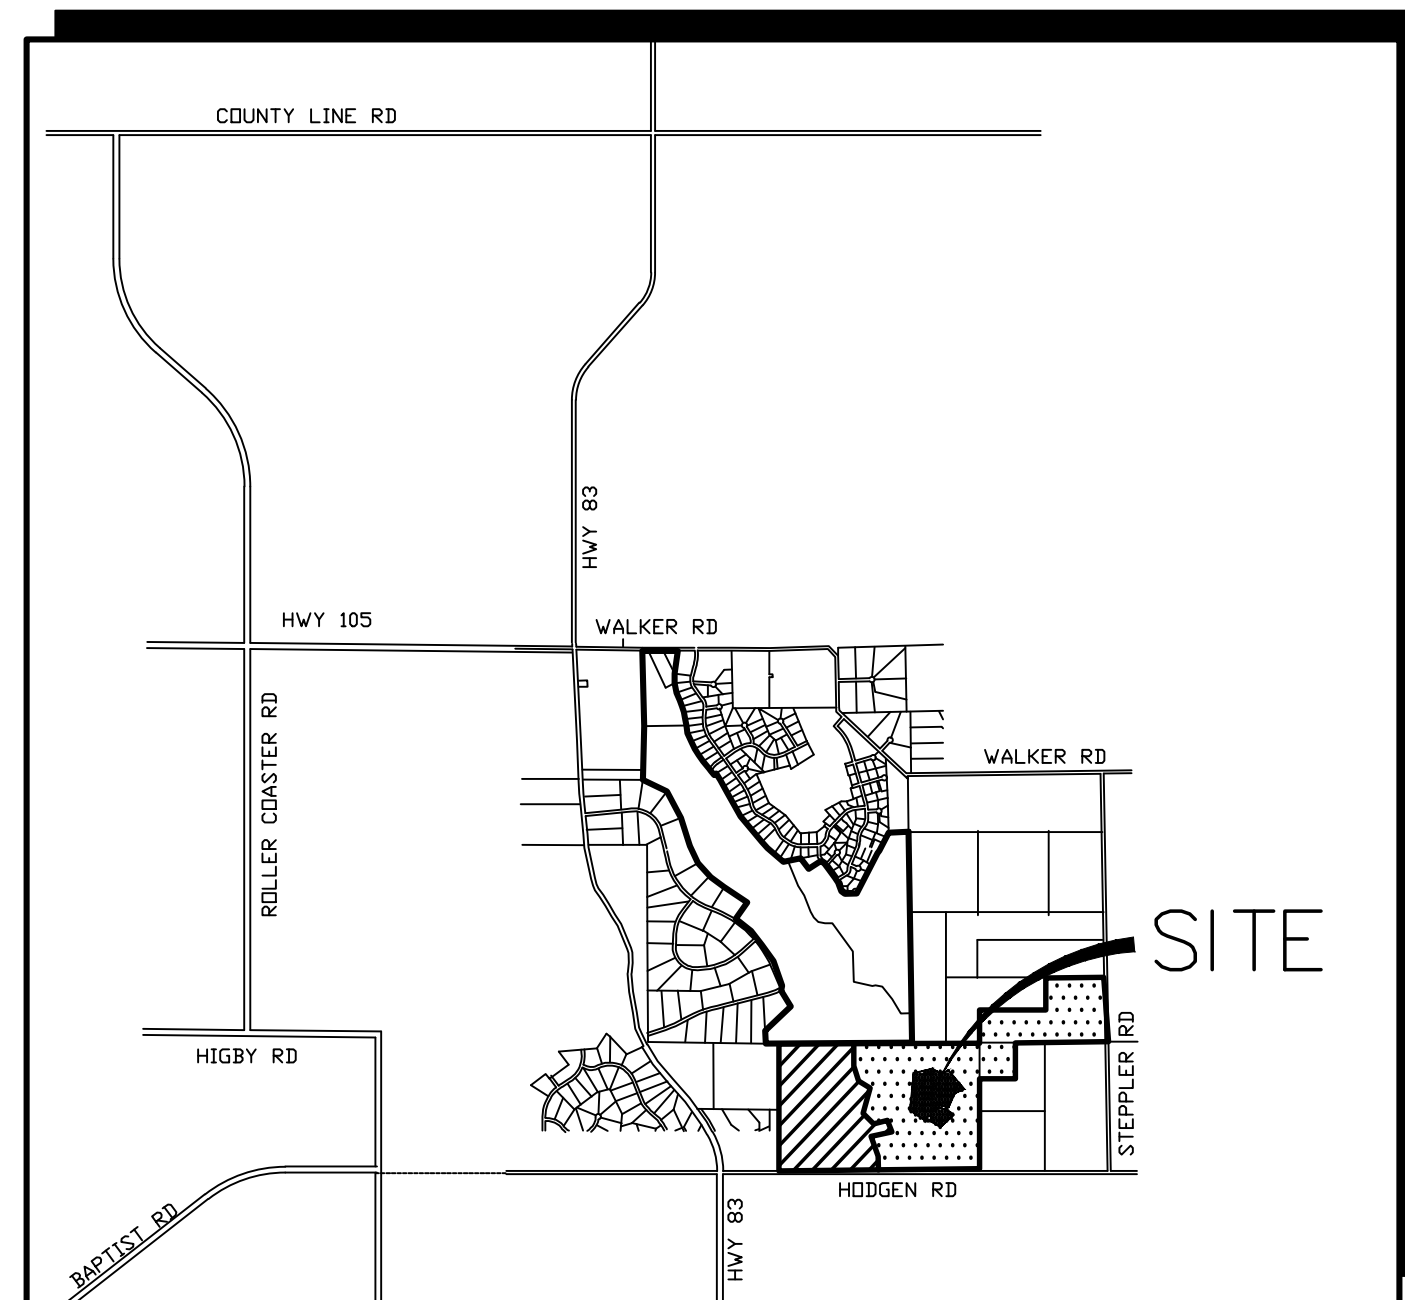 COUNTY LINE RD
HWY 83
HWY 105
WALKER RD
ROLLER COASTER RD
WALKER RD
SITE
HIGBY RD
STEPPLER RD
HODGEN RD
BAPTIST RD
HWY 83